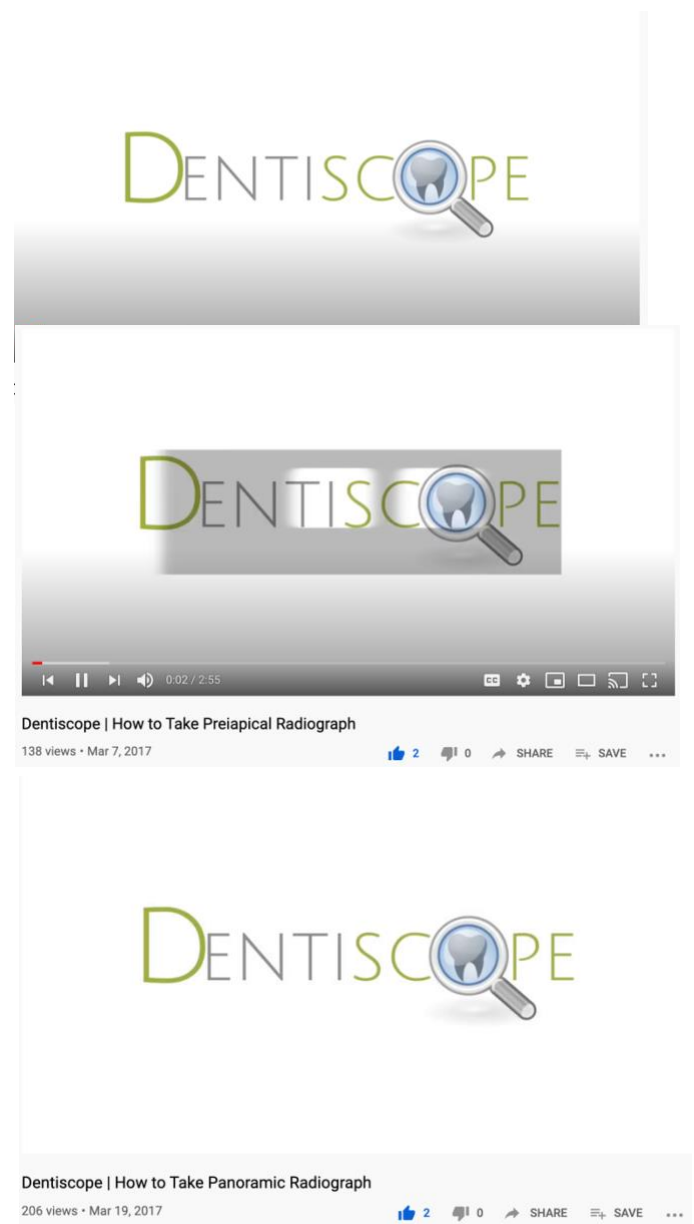 DENTISCOPE
DENTISCOPE
0:02 / 2:55
CC
Dentiscope | How to Take Preiapical Radiograph
138 views • Mar 7, 2017
2 0 SHARE SAVE ...
DENTISCOPE
Dentiscope | How to Take Panoramic Radiograph
206 views • Mar 19, 2017
2 0 SHARE SAVE ...